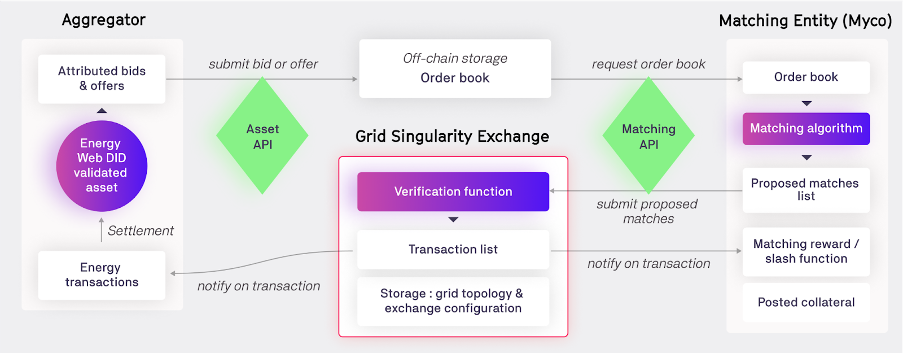 Aggregator
Matching Entity (Myco)
Attributed bids
& offers
submit bid or offer
Off-chain storage
Order book
request order book
Order book
Energy
Web DID
validated
asset
Asset
API
Grid Singularity Exchange
Matching
API
Matching algorithm
Verification function
submit proposed
matches
Proposed matches
list
Settlement
Energy
transactions
notify on transaction
Transaction list
notify on transaction
Matching reward /
slash function
Storage : grid topology &
exchange configuration
Posted collateral